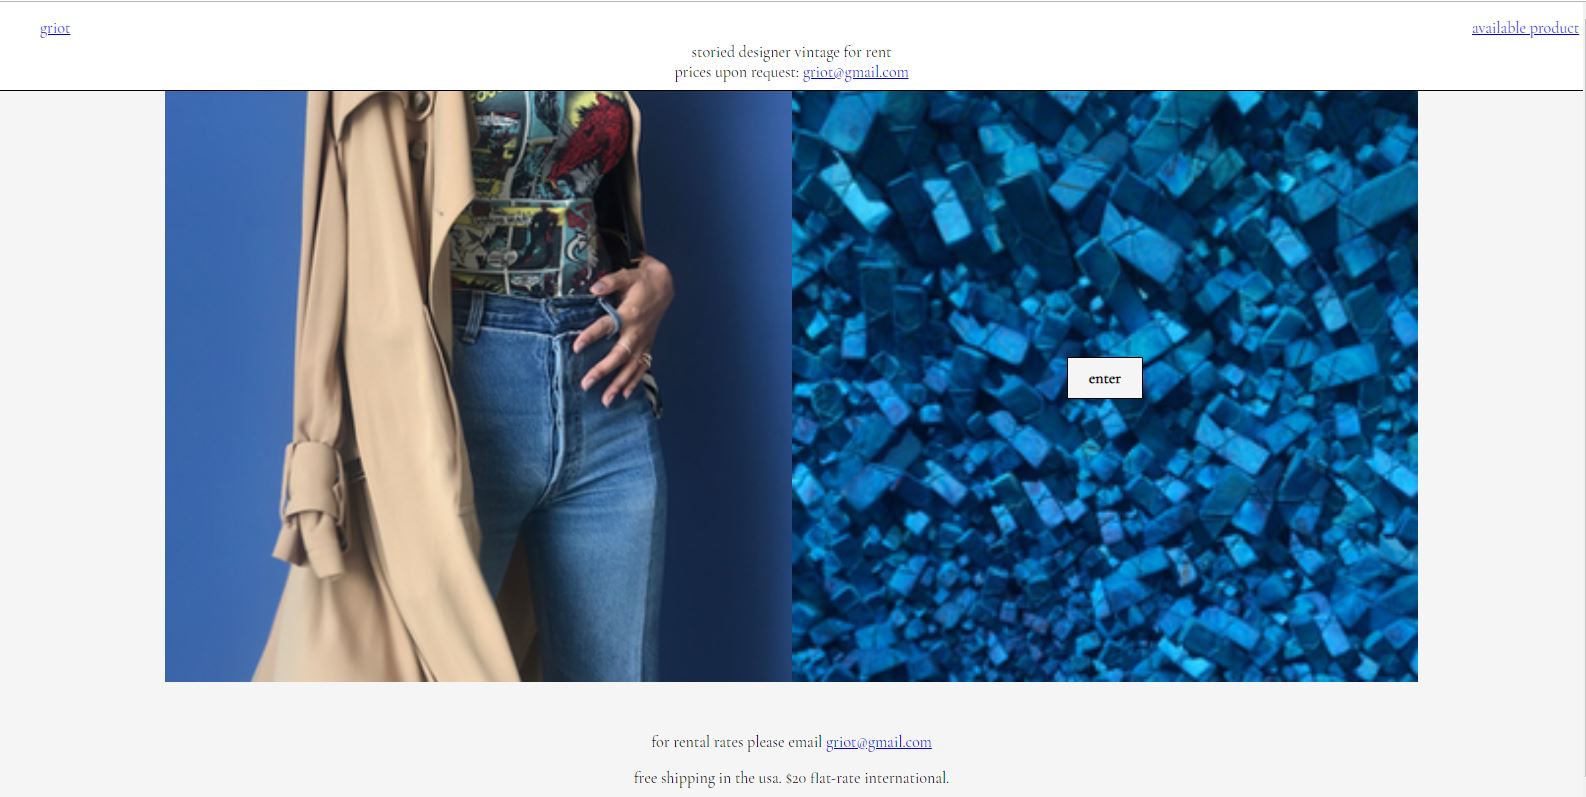 griot
available product
storied designer vintage for rent
prices upon request: griot@gmail.com
enter
for rental rates please email griot@gmail.com
free shipping in the usa. $20 flat-rate international.